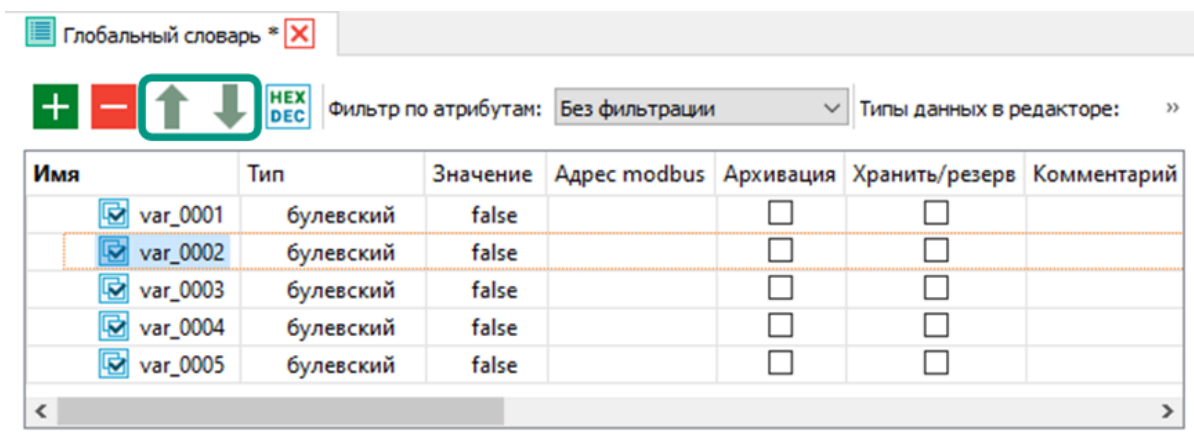 Глобальный словарь *
HEX DEC Фильтр по атрибутам: Без фильтрации Типы данных в редакторе: »
Имя Тип Значение Адрес modbus Архивация Хранить/резерв Комментарий
var_0001 булевский false
var_0002 булевский false
var_0003 булевский false
var_0004 булевский false
var_0005 булевский false